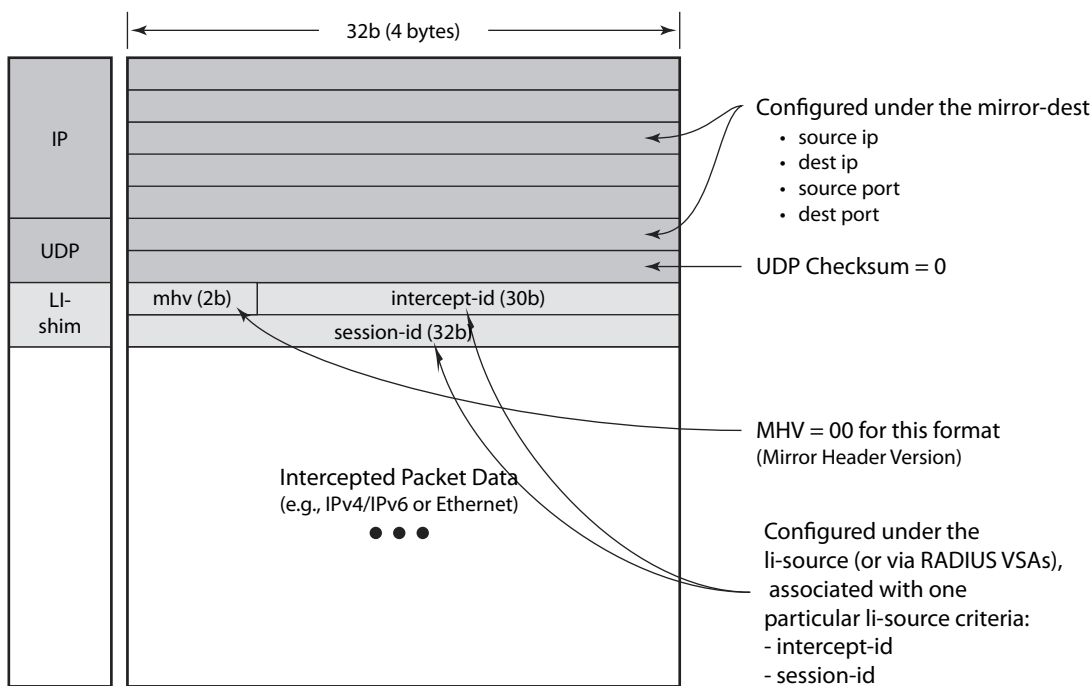 32b (4 bytes)
IP
UDP
LI-
shim
mhv (2b)
intercept-id (30b)
session-id (32b)
Intercepted Packet Data
(e.g., IPv4/IPv6 or Ethernet)
Configured under the mirror-dest
• source ip
• dest ip
• source port
• dest port
UDP Checksum = 0
MHV = 00 for this format
(Mirror Header Version)
Configured under the
li-source (or via RADIUS VSAs),
associated with one
particular li-source criteria:
- intercept-id
- session-id